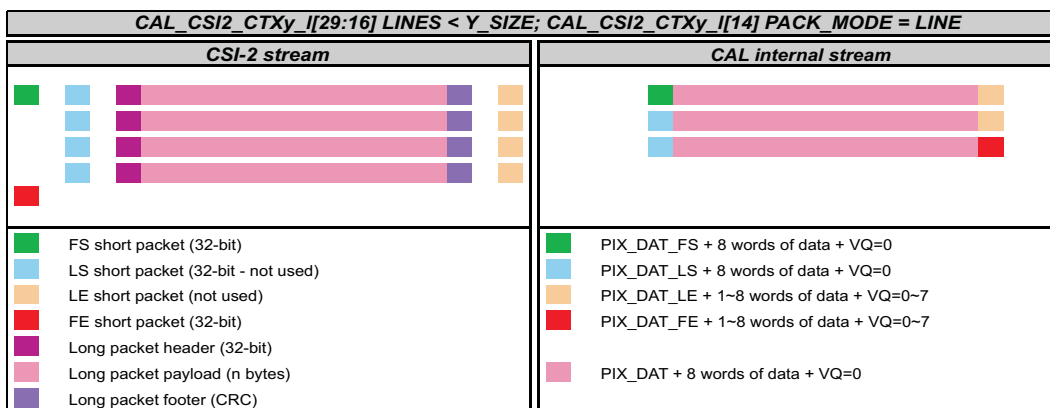 CAL_CSI2_CTXy_I[29:16] LINES < Y_SIZE; CAL_CSI2_CTXy_I[14] PACK_MODE = LINE
CSI-2 stream
CAL internal stream
FS short packet (32-bit)
LS short packet (32-bit - not used)
LE short packet (not used)
FE short packet (32-bit)
Long packet header (32-bit)
Long packet payload (n bytes)
Long packet footer (CRC)
PIX_DAT_FS + 8 words of data + VQ=0
PIX_DAT_LS + 8 words of data + VQ=0
PIX_DAT_LE + 1~8 words of data + VQ=0~7
PIX_DAT_FE + 1~8 words of data + VQ=0~7
PIX_DAT + 8 words of data + VQ=0